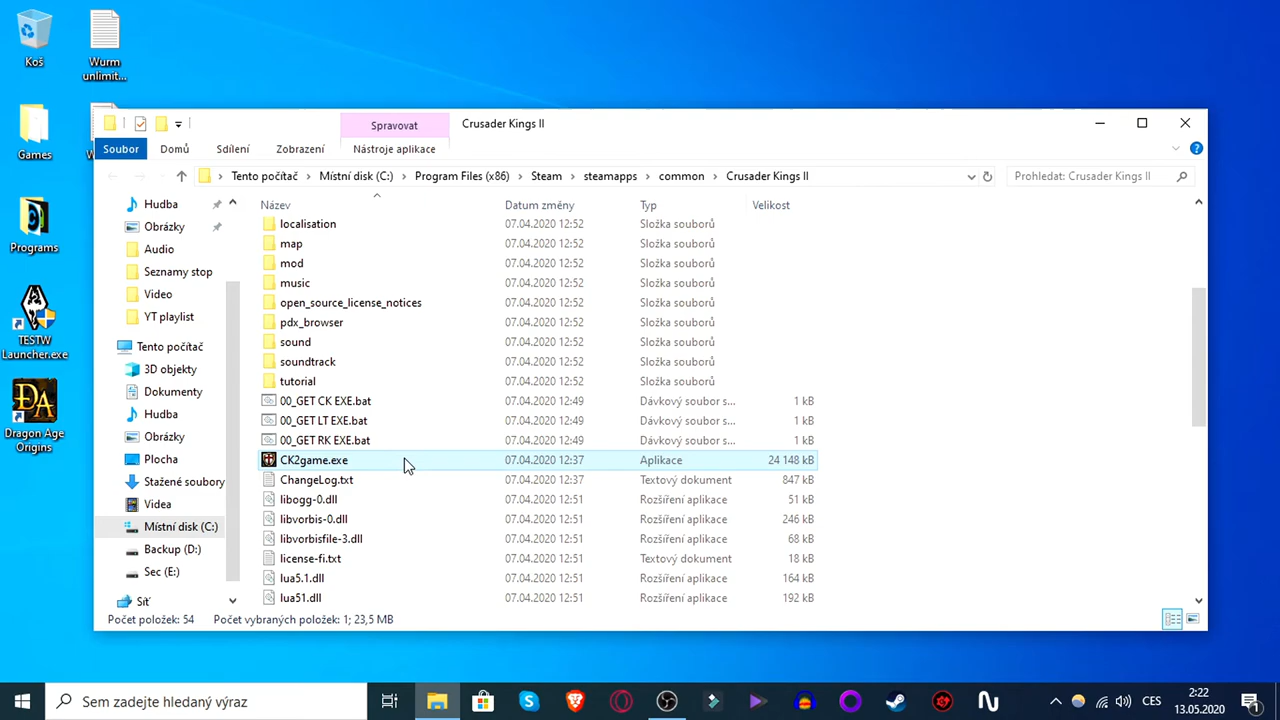 Koš
Wurm
unlimit...
Games
Programs
TESTW
Launcher.exe
Dragon Age
Origins
Spravovat
Crusader Kings II
Soubor
Domů
Sdílení
Zobrazení
Nástroje aplikace
Tento počítač > Místní disk (C:) > Program Files (x86) > Steam > steamapps > common > Crusader Kings II
Prohledat: Crusader Kings II
Hudba
Obrázky
Audio
Seznamy stop
Video
YT playlist
Tento počítač
3D objekty
Dokumenty
Hudba
Obrázky
Plocha
Stažené soubory
Videa
Místní disk (C:)
Backup (D:)
Sec (E:)
Síť
Název Datum změny Typ Velikost
localisation 07.04.2020 12:52 Složka souborů
map 07.04.2020 12:52 Složka souborů
mod 07.04.2020 12:52 Složka souborů
music 07.04.2020 12:52 Složka souborů
open_source_license_notices 07.04.2020 12:52 Složka souborů
pdx_browser 07.04.2020 12:52 Složka souborů
sound 07.04.2020 12:52 Složka souborů
soundtrack 07.04.2020 12:52 Složka souborů
tutorial 07.04.2020 12:52 Složka souborů
00_GET CK EXE.bat 07.04.2020 12:49 Dávkový soubor s... 1 kB
00_GET LT EXE.bat 07.04.2020 12:49 Dávkový soubor s... 1 kB
00_GET RK EXE.bat 07.04.2020 12:49 Dávkový soubor s... 1 kB
CK2game.exe 07.04.2020 12:37 Aplikace 24 148 kB
ChangeLog.txt 07.04.2020 12:37 Textový dokument 847 kB
libogg-0.dll 07.04.2020 12:51 Rozšíření aplikace 51 kB
libvorbis-0.dll 07.04.2020 12:51 Rozšíření aplikace 246 kB
libvorbisfile-3.dll 07.04.2020 12:51 Rozšíření aplikace 68 kB
license-fi.txt 07.04.2020 12:51 Textový dokument 18 kB
lua5.1.dll 07.04.2020 12:51 Rozšíření aplikace 164 kB
lua51.dll 07.04.2020 12:51 Rozšíření aplikace 192 kB
Počet položek: 54 Počet vybraných položek: 1; 23,5 MB
Sem zadejte hledaný výraz
CES
2:22
13.05.2020
1